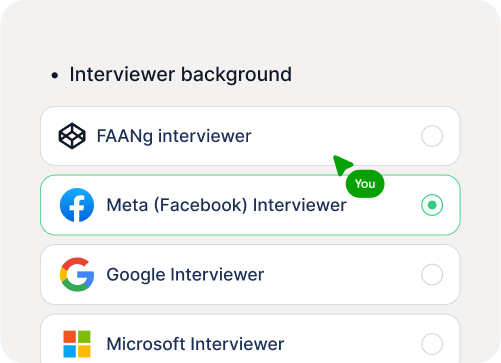 • Interviewer background
FAANg interviewer
You
Meta (Facebook) Interviewer
Google Interviewer
Microsoft Interviewer